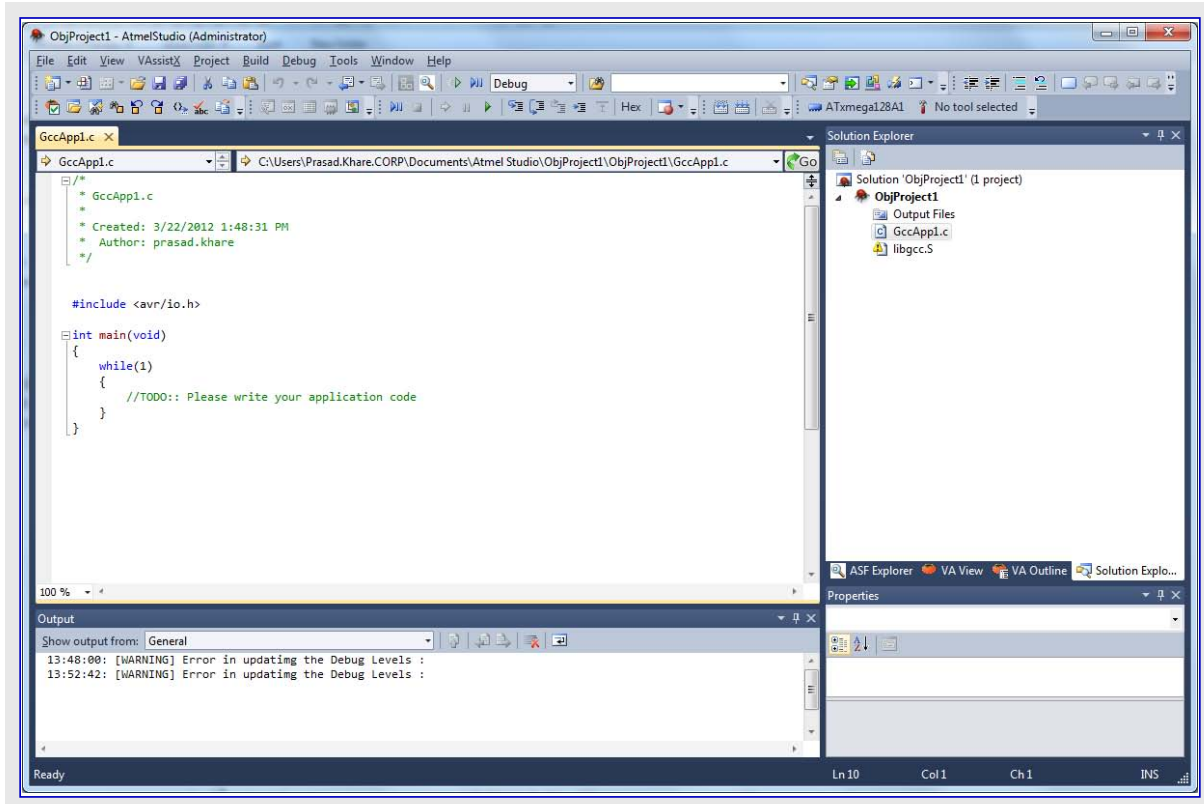 ObjProject1 - AtmelStudio (Administrator)
File Edit View VAssistX Project Build Debug Tools Window Help
Debug
Hex
ATxmega128A1 No tool selected
GccApp1.c
GccApp1.c C:\Users\Prasad.Khare.CORP\Documents\Atmel Studio\ObjProject1\ObjProject1\GccApp1.c Go
/*
* GccApp1.c
*
* Created: 3/22/2012 1:48:31 PM
* Author: prasad.khare
*/
#include <avr/io.h>
int main(void)
{
while(1)
{
//TODO:: Please write your application code
}
}
100 %
Output
Show output from: General
13:48:00: [WARNING] Error in updatimg the Debug Levels :
13:52:42: [WARNING] Error in updatimg the Debug Levels :
Solution Explorer
Solution 'ObjProject1' (1 project)
ObjProject1
Output Files
GccApp1.c
libgcc.S
ASF Explorer VA View VA Outline Solution Explo...
Properties
Ready Ln 10 Col 1 Ch 1 INS